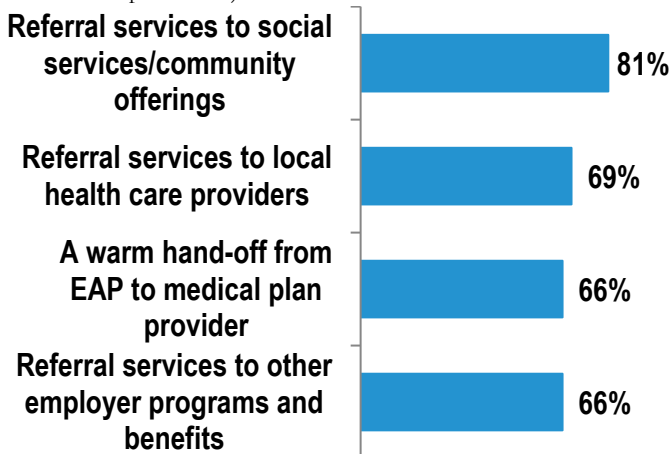 Referral services to social
services/community
offerings
81%
Referral services to local
health care providers
69%
A warm hand-off from
EAP to medical plan
provider
66%
Referral services to other
employer programs and
benefits
66%